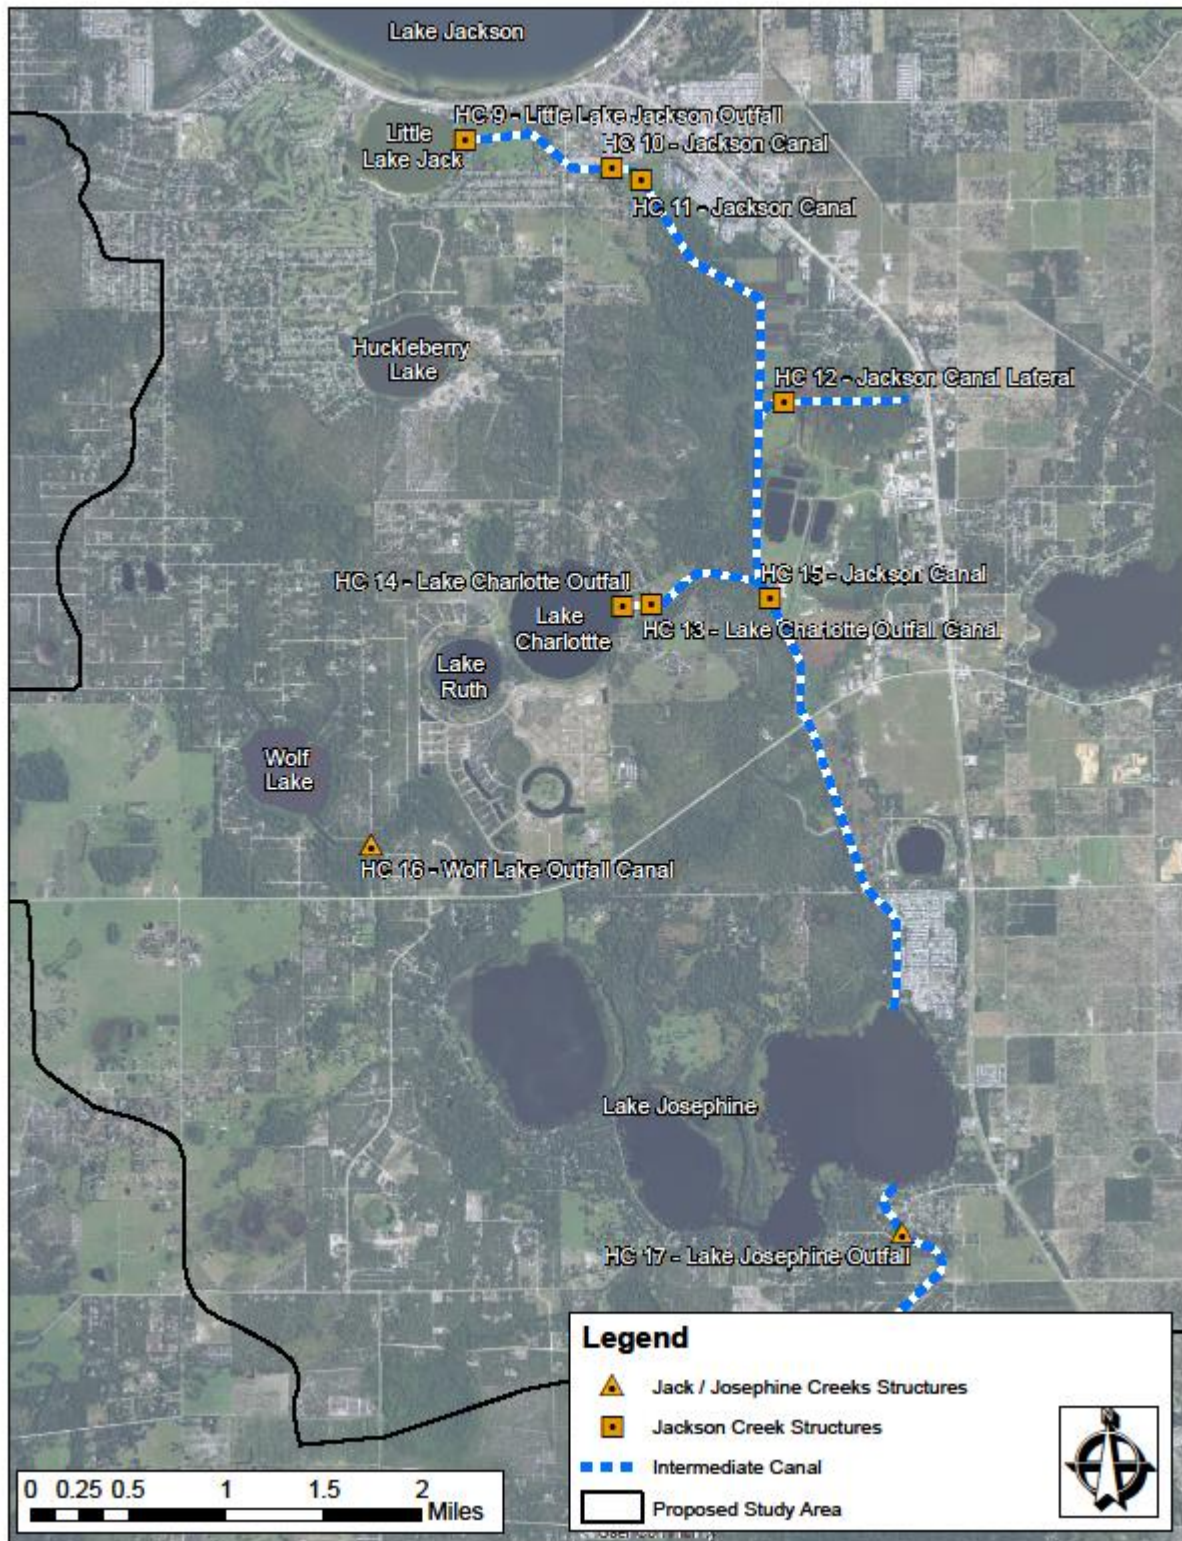 Lake Jackson
HC 9 - Little Lake Jackson Outfall
Little
Lake Jack
HC 10 - Jackson Canal
HC 11 - Jackson Canal
Huckleberry
Lake
HC 12 - Jackson Canal Lateral
HC 14 - Lake Charlotte Outfall
HC 15 - Jackson Canal
Lake
Charlottte
HC 13 - Lake Charlotte Outfall Canal
Lake
Ruth
Wolf
Lake
HC 16 - Wolf Lake Outfall Canal
Lake Josephine
HC 17 - Lake Josephine Outfall
Legend
Jack / Josephine Creeks Structures
Jackson Creek Structures
Intermediate Canal
Proposed Study Area
0 0.25 0.5 1 1.5 2
Miles